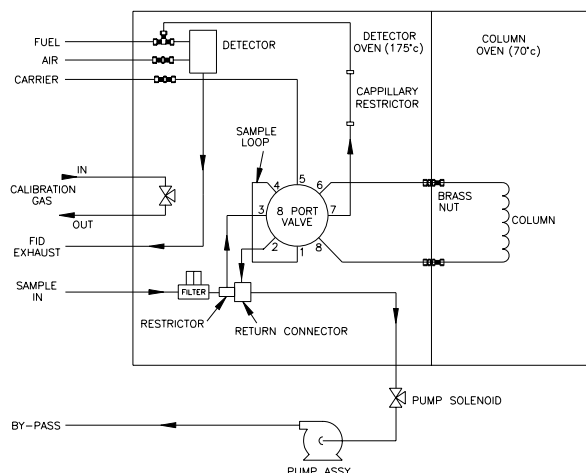 FUEL
AIR
CARRIER
DETECTOR
DETECTOR
OVEN (175°c)
COLUMN
OVEN (70°c)
CAPPILLARY
RESTRICTOR
SAMPLE
LOOP
IN
CALIBRATION
GAS
OUT
4
5
6
3
8 PORT
VALVE
7
2
1
8
BRASS
NUT
COLUMN
FID
EXHAUST
SAMPLE
IN
FILTER
RESTRICTOR
RETURN CONNECTOR
PUMP SOLENOID
BY-PASS
PUMP ASSY